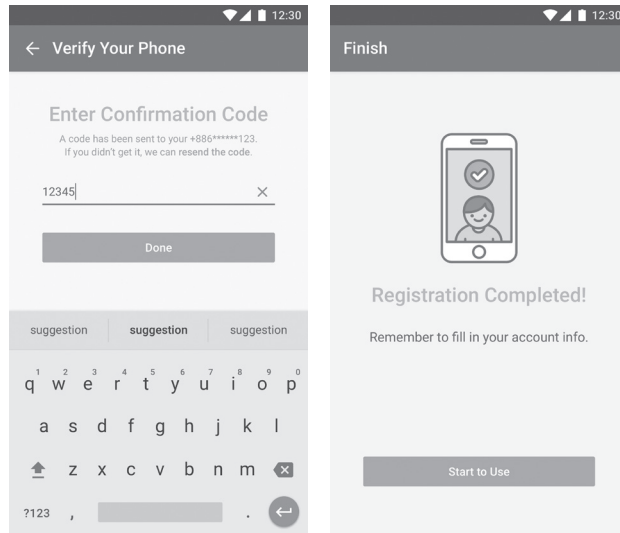 12:30
Verify Your Phone
Enter Confirmation Code
A code has been sent to your +886******123.
If you didn't get it, we can resend the code.
12345
Done
suggestion suggestion suggestion
1 2 3 4 5 6 7 8 9 0
q w e r t y u i o p
a s d f g h j k l
z x c v b n m
?123 , .
12:30
Finish
Registration Completed!
Remember to fill in your account info.
Start to Use